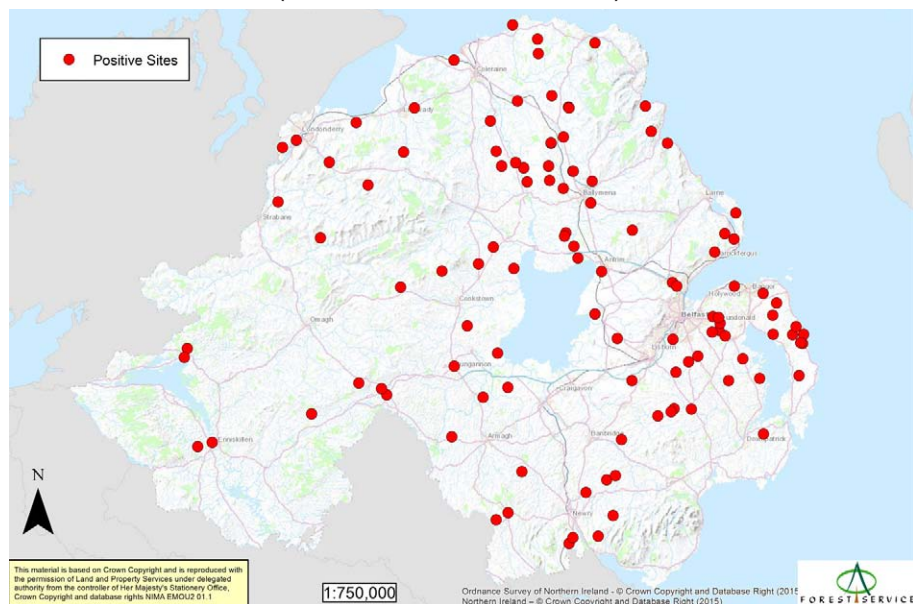 Positive Sites
Coleraine
Londonderry
Ballymena
Larne
Strabane
Antrim
Carrickfergus
Cookstown
Bangor
Holywood
Omagh
Belfast
Dundonald
Lisburn
Dungannon
Craigavon
Enniskillen
Armagh
Banbridge
Downpatrick
N
Newry
This material is based on Crown Copyright and is reproduced with
the permission of Land and Property Services under delegated
authority from the controller of Her Majesty's Stationery Office,
Crown Copyright and database rights NIMA EMOU2 01.1
1:750,000
Ordnance Survey of Northern Ireland - © Crown Copyright and Database Right (2015
Northern Ireland – © Crown Copyright and Database Right (2015)
FOREST SERVICE